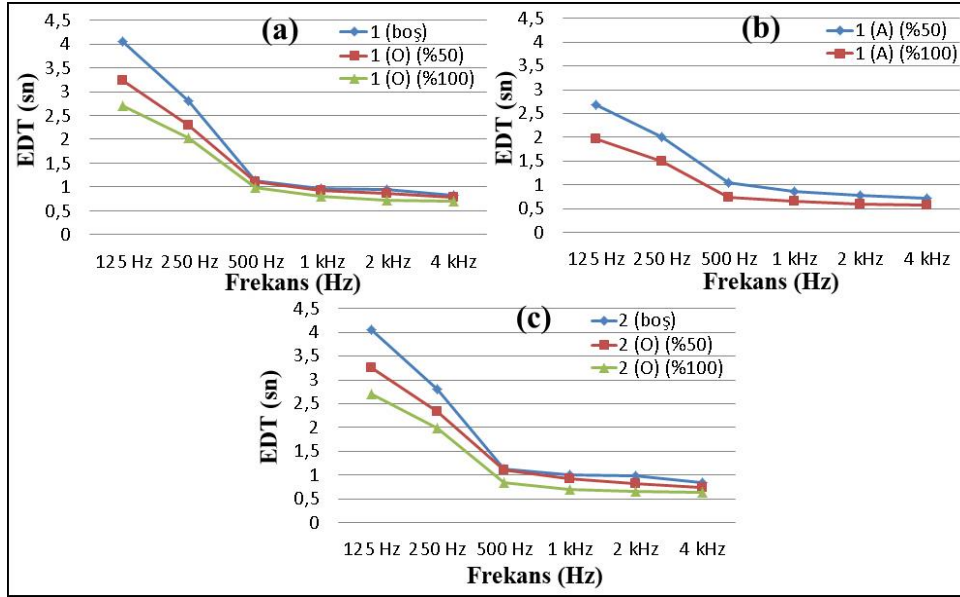 (a)
1 (boş)
1 (O) (%50)
1 (O) (%100)
EDT (sn)
4,5
4
3,5
3
2,5
2
1,5
1
0,5
0
125 Hz 250 Hz 500 Hz 1 kHz 2 kHz 4 kHz
Frekans (Hz)
(b)
1 (A) (%50)
1 (A) (%100)
EDT (sn)
4,5
4
3,5
3
2,5
2
1,5
1
0,5
0
125 Hz 250 Hz 500 Hz 1 kHz 2 kHz 4 kHz
Frekans (Hz)
(c)
2 (boş)
2 (O) (%50)
2 (O) (%100)
EDT (sn)
4,5
4
3,5
3
2,5
2
1,5
1
0,5
0
125 Hz 250 Hz 500 Hz 1 kHz 2 kHz 4 kHz
Frekans (Hz)